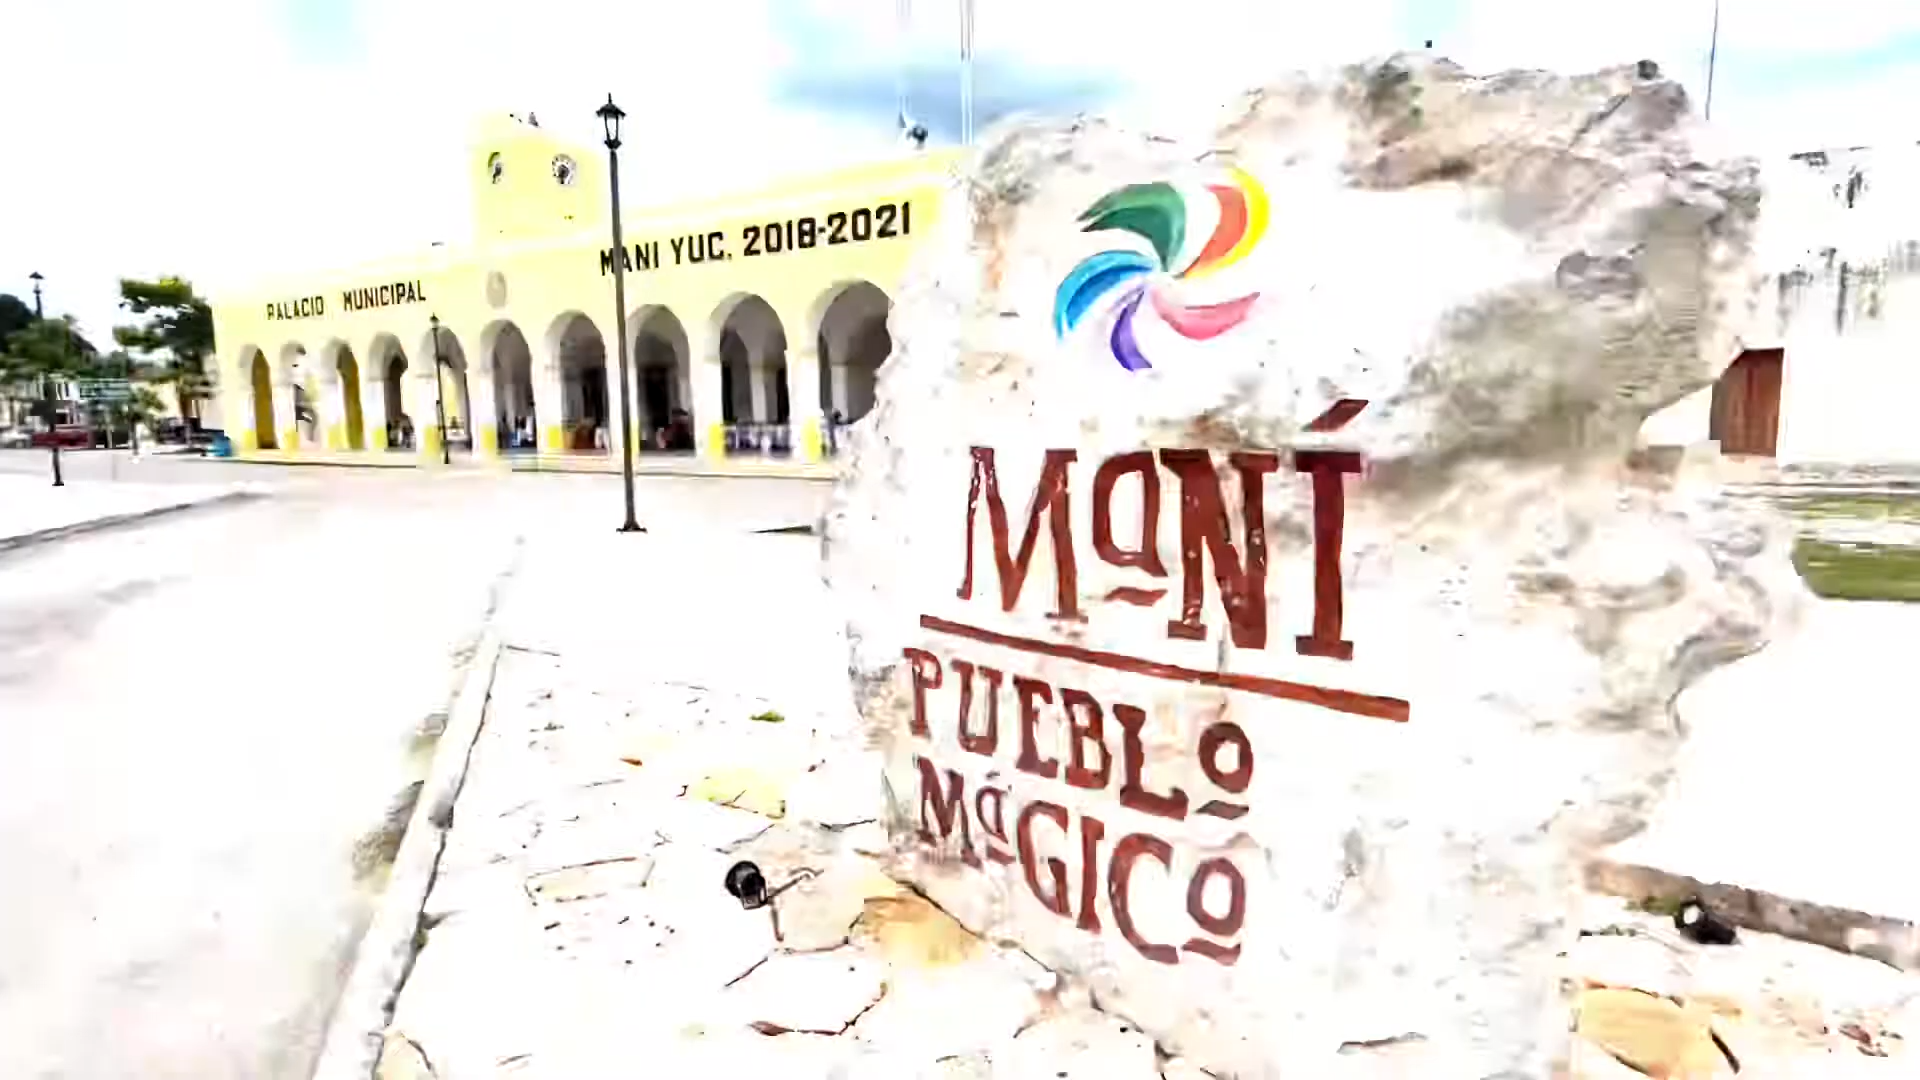 PALACIO MUNICIPAL
MANI YUC. 2018-2021
MaNÍ
PUEBLo
MáGICo